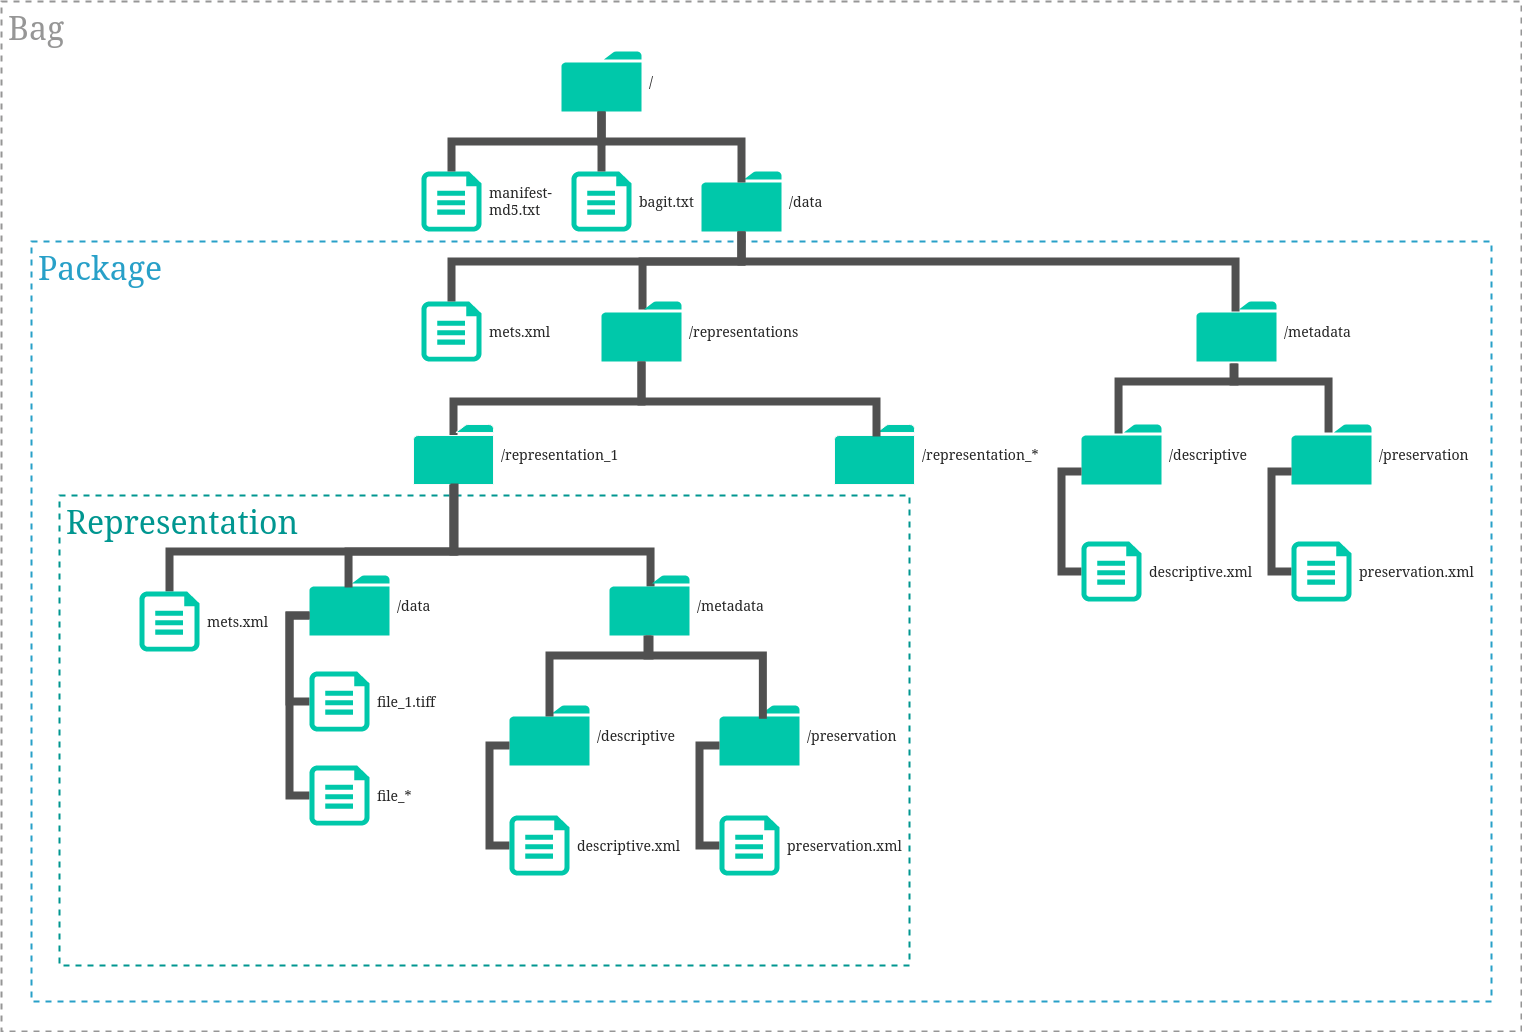 Bag
/
manifest-
md5.txt
bagit.txt
/data
Package
mets.xml
/representations
/metadata
/representation_1
/representation_*
/descriptive
/preservation
Representation
descriptive.xml
preservation.xml
/data
/metadata
mets.xml
file_1.tiff
/descriptive
/preservation
file_*
descriptive.xml
preservation.xml